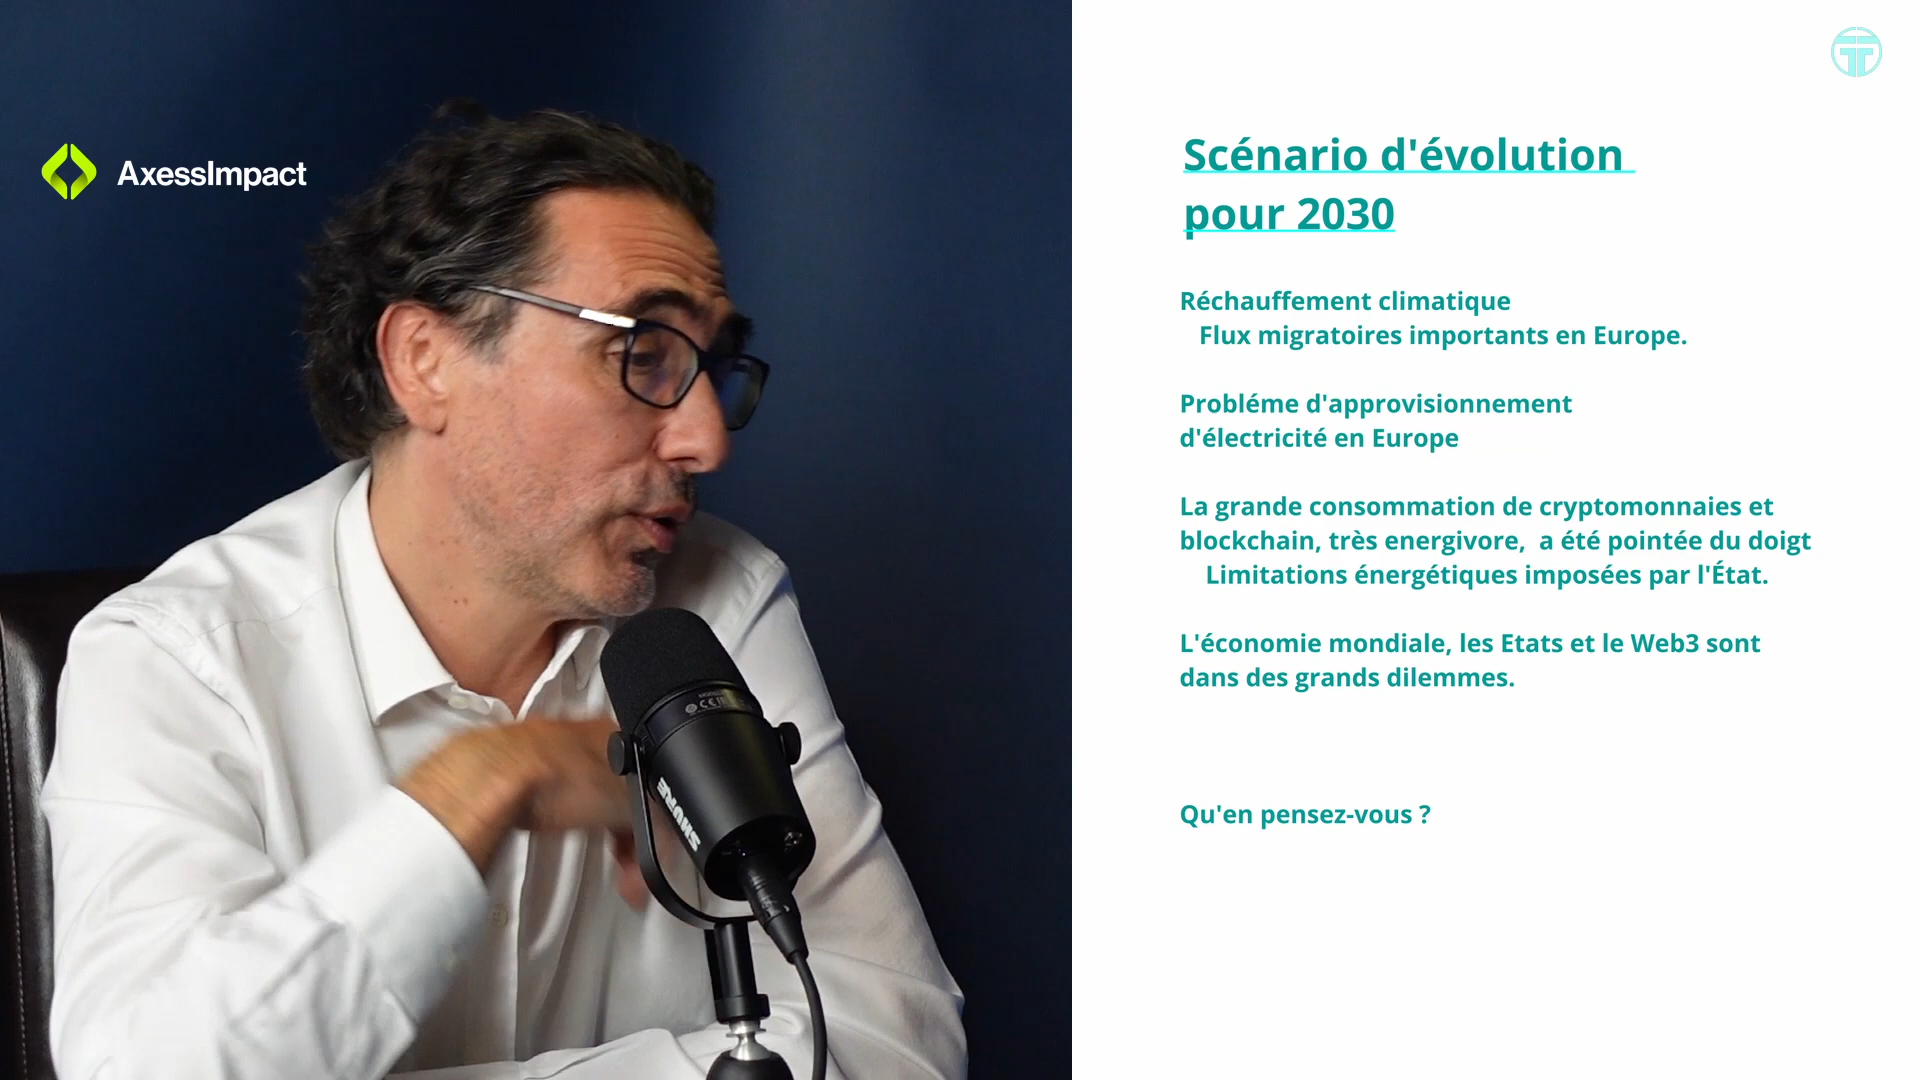 AxessImpact
Scénario d'évolution
pour 2030
Réchauffement climatique
Flux migratoires importants en Europe.
Probléme d'approvisionnement
d'électricité en Europe
La grande consommation de cryptomonnaies et
blockchain, très energivore,  a été pointée du doigt
Limitations énergétiques imposées par l'État.
L'économie mondiale, les Etats et le Web3 sont
dans des grands dilemmes.
Qu'en pensez-vous ?
SHURE